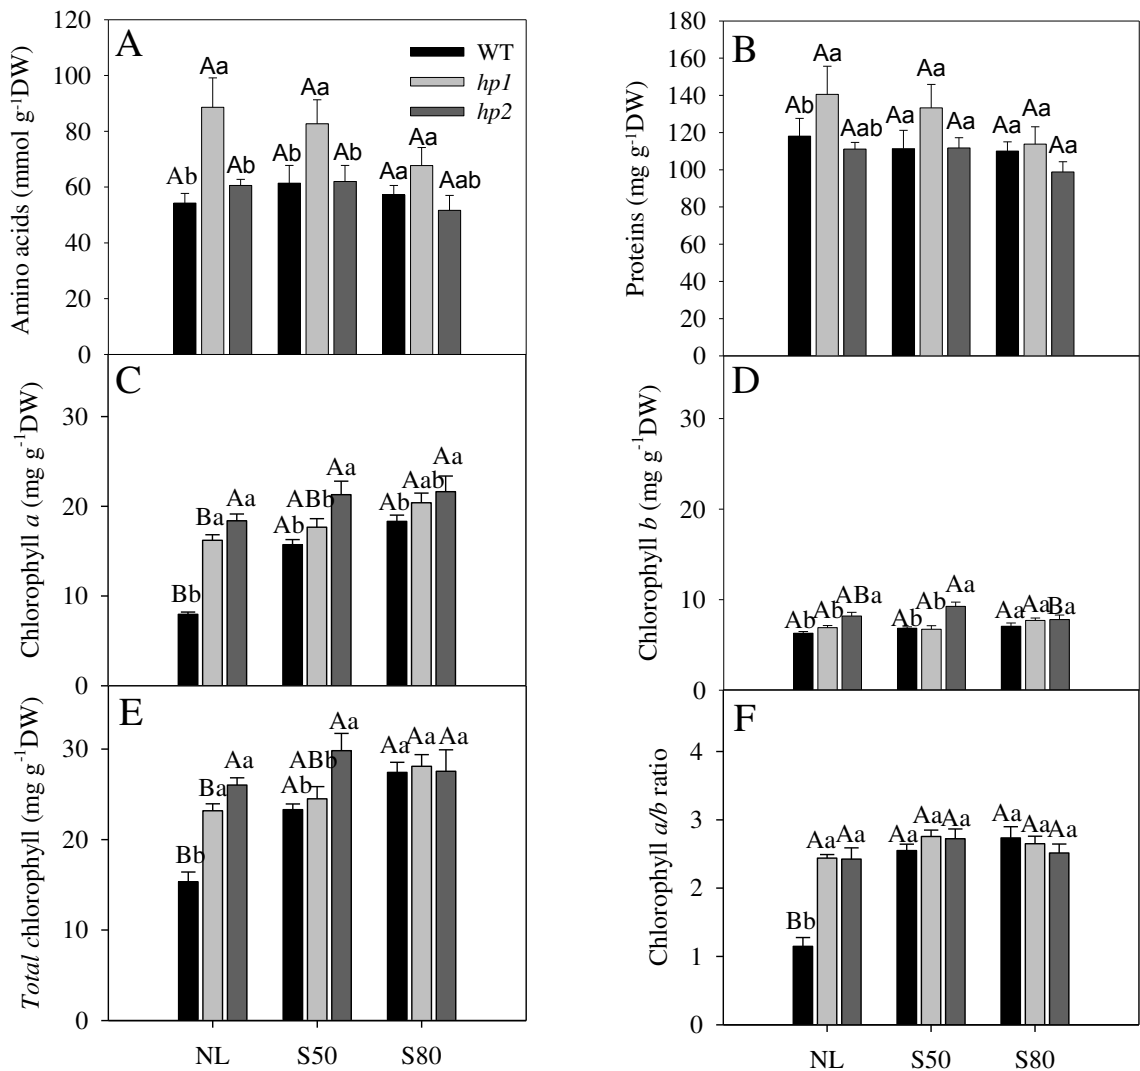 A
WT
hp1
hp2
Amino acids (mmol g⁻¹DW)
120
100
80
60
40
20
0
Ab Aa Ab
Ab Aa Ab
Aa Aa Aab
B
Proteins (mg g⁻¹DW)
180
160
140
120
100
80
60
40
20
0
Ab Aa Aab
Aa Aa Aa
Aa Aa Aa
C
Chlorophyll a (mg g⁻¹DW)
30
20
10
0
Bb Ba Aa
Ab ABb Aa
Ab Aab Aa
D
Chlorophyll b (mg g⁻¹DW)
30
20
10
0
Ab Ab ABa
Ab Ab Aa
Aa Aa Ba
E
Total chlorophyll (mg g⁻¹DW)
30
20
10
0
Bb Ba Aa
Ab ABb Aa
Aa Aa Aa
NL S50 S80
F
Chlorophyll a/b ratio
4
3
2
1
0
Bb Aa Aa
Aa Aa Aa
Aa Aa Aa
NL S50 S80